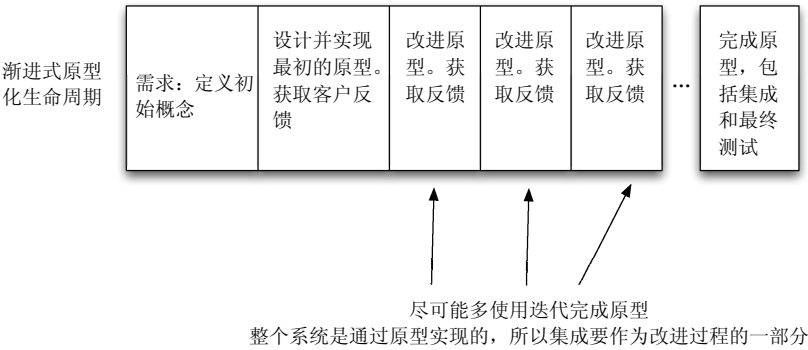 渐进式原型
化生命周期
需求：定义初
始概念
设计并实现
最初的原型。
获取客户反
馈
改进原
型。获
取反馈
改进原
型。获
取反馈
改进原
型。获
取反馈
...
完成原
型，包
括集成
和最终
测试
尽可能多使用迭代完成原型
整个系统是通过原型实现的，所以集成要作为改进过程的一部分